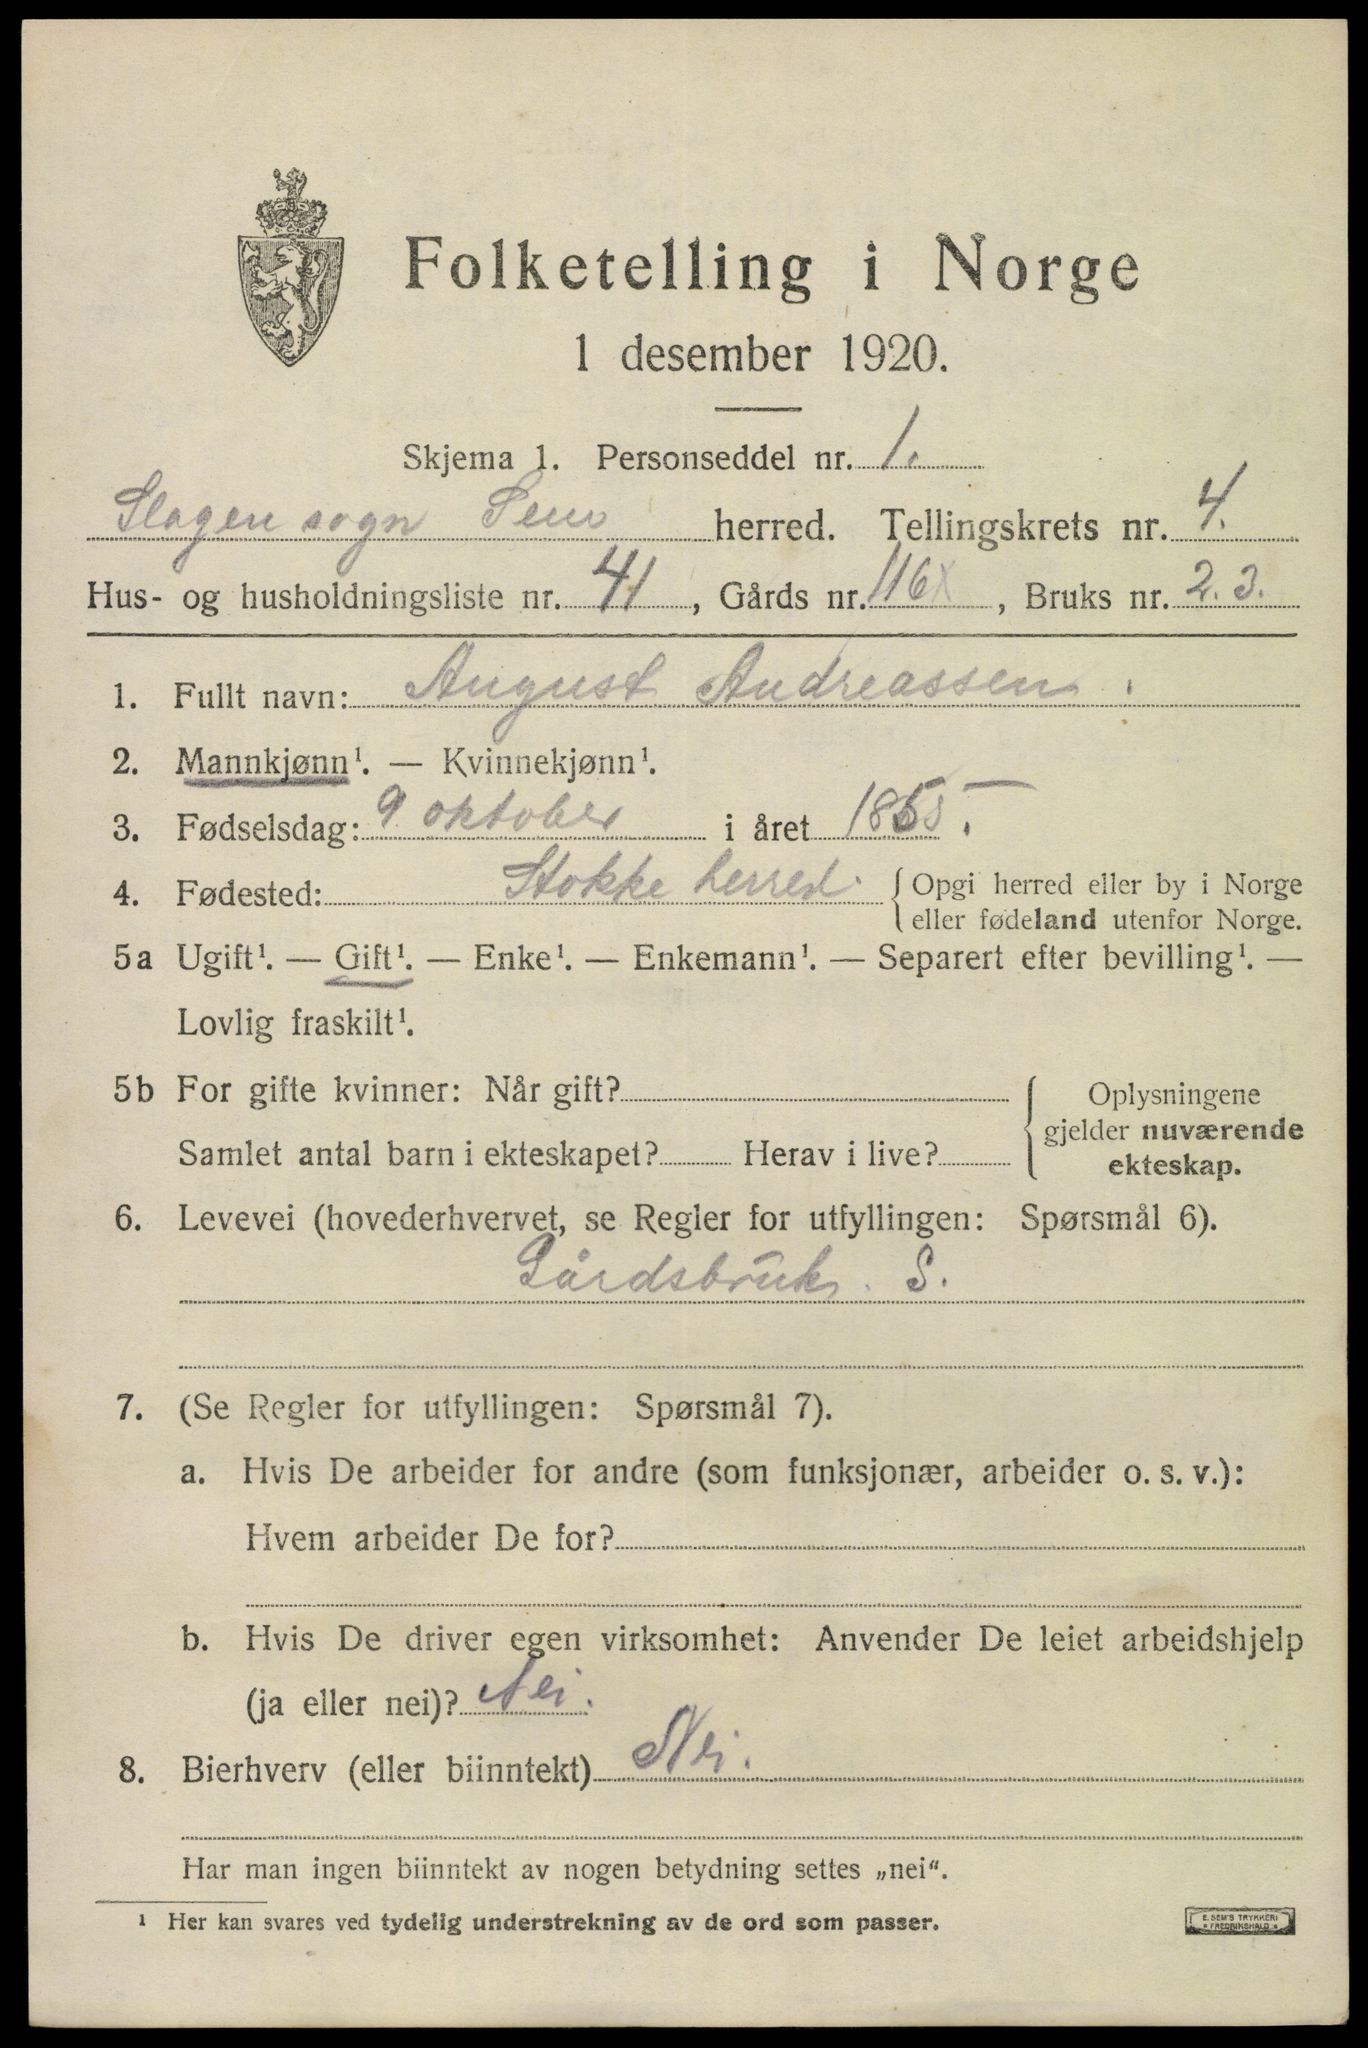 Folketelling i Norge
1 desember 1920.
Skjema 1. Personseddel nr. 1.
Slagen sogn Sem herred. Tellingskrets nr. 4.
Hus- og husholdningsliste nr. 41, Gårds nr. 116x, Bruks nr. 2.3.
1. Fullt navn: August Andreassen.
2. Mannkjønn¹. — Kvinnekjønn¹.
3. Fødselsdag: 9 oktober i året
4. Fødested: Stokke herred. { Opgi herred eller by i Norge
eller fødeland utenfor Norge.
5a Ugift¹. — Gift¹. — Enke¹. — Enkemann¹. — Separert efter bevilling¹. —
Lovlig fraskilt¹.
5b For gifte kvinner: Når gift?
Samlet antal barn i ekteskapet? Herav i live?
Oplysningene
gjelder nuværende
ekteskap.
6. Levevei (hovederhvervet, se Regler for utfyllingen: Spørsmål 6).
Gårdsbruk. S.
7. (Se Regler for utfyllingen: Spørsmål 7).
a. Hvis De arbeider for andre (som funksjonær, arbeider o. s. v.):
Hvem arbeider De for?
b. Hvis De driver egen virksomhet: Anvender De leiet arbeidshjelp
(ja eller nei)? Nei.
8. Bierhverv (eller biinntekt) Nei.
Har man ingen biinntekt av nogen betydning settes „nei“.
¹ Her kan svares ved tydelig understrekning av de ord som passer.
E. SEM'S TRYKKERI
FREDRIKSHALD